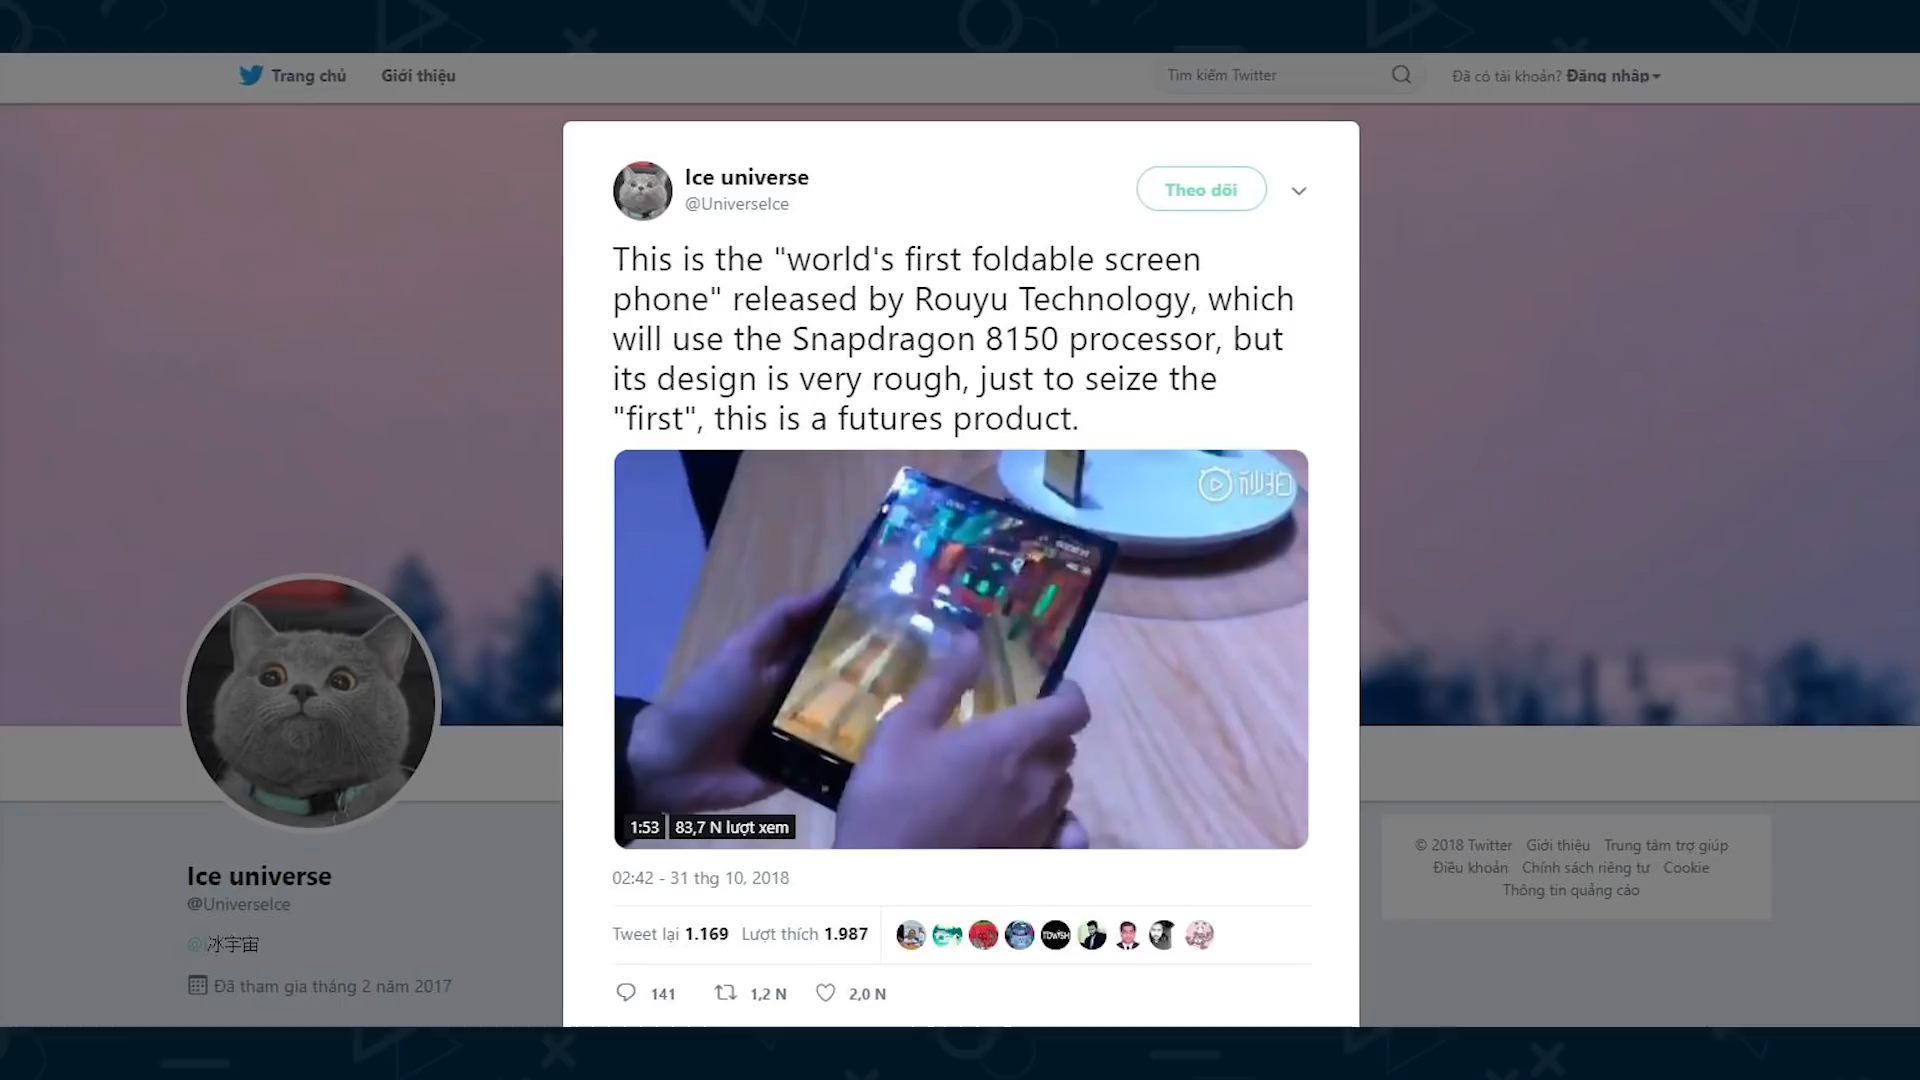 Trang chủ
Giới thiệu
Tìm kiếm Twitter
Đã có tài khoản? Đăng nhập
Ice universe
@UniverseIce
Theo dõi
This is the "world's first foldable screen
phone" released by Rouyu Technology, which
will use the Snapdragon 8150 processor, but
its design is very rough, just to seize the
"first", this is a futures product.
秒拍
1:53
83,7 N lượt xem
02:42 - 31 thg 10, 2018
Tweet lại 1.169 Lượt thích 1.987
TDWSH
141 1,2 N 2,0 N
Ice universe
@UniverseIce
@冰宇宙
Đã tham gia tháng 2 năm 2017
© 2018 Twitter Giới thiệu Trung tâm trợ giúp
Điều khoản Chính sách riêng tư Cookie
Thông tin quảng cáo